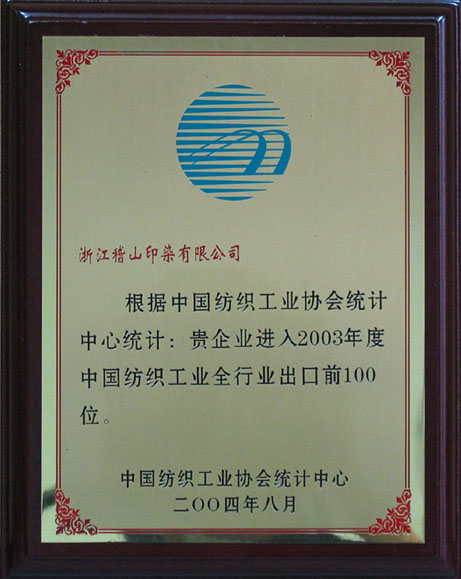 浙江稽山印染有限公司
根据中国纺织工业协会统计
中心统计：贵企业进入2003年度
中国纺织工业全行业出口前100
位。
中国纺织工业协会统计中心
二〇〇四年八月